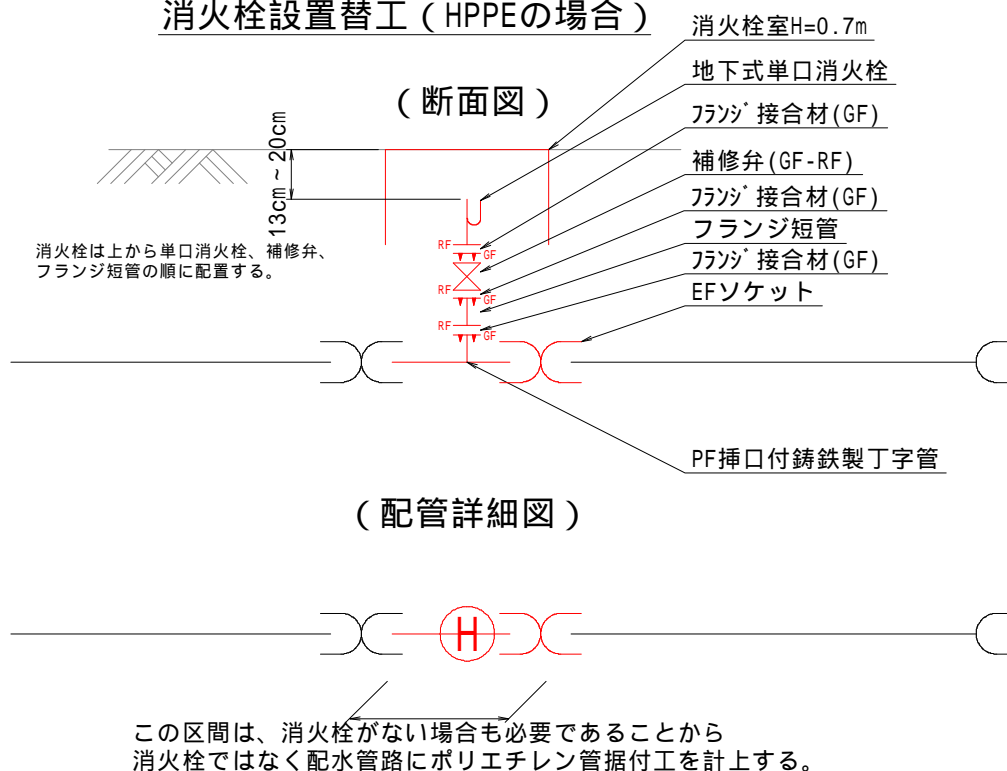 消火栓設置替工(HPPEの場合)
消火栓室H=0.7m
地下式単口消火栓
(断面図)
ﾌﾗﾝｼﾞ接合材(GF)
補修弁(GF-RF)
ﾌﾗﾝｼﾞ接合材(GF)
フランジ短管
ﾌﾗﾝｼﾞ接合材(GF)
EFソケット
13cm~20cm
消火栓は上から単口消火栓、補修弁、
フランジ短管の順に配置する。
RF
GF
RF
GF
RF
GF
PF挿口付鋳鉄製丁字管
(配管詳細図)
H
この区間は、消火栓がない場合も必要であることから
消火栓ではなく配水管路にポリエチレン管据付工を計上する。